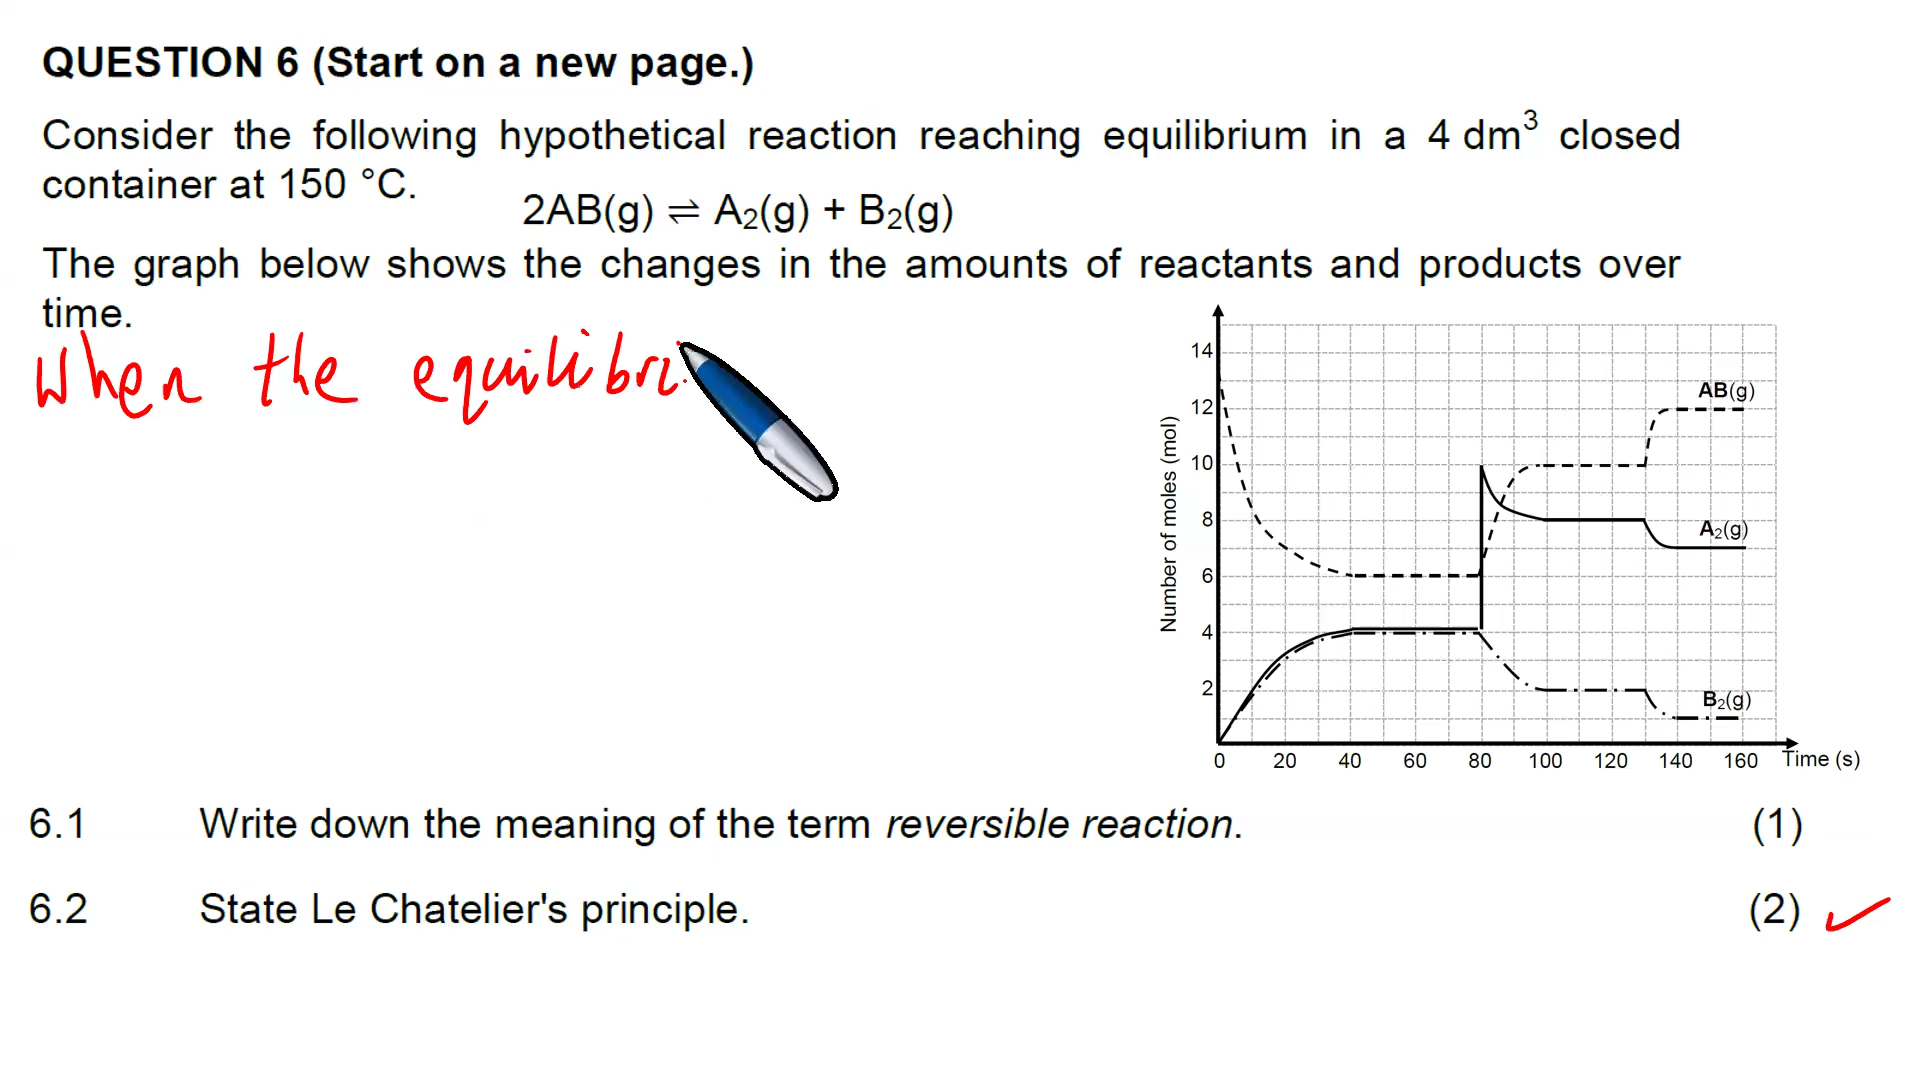 QUESTION 6 (Start on a new page.)
Consider the following hypothetical reaction reaching equilibrium in a 4 dm³ closed
container at 150 °C.
2AB(g) ⇌ A₂(g) + B₂(g)
The graph below shows the changes in the amounts of reactants and products over
time.
When the equilibri
Number of moles (mol)
14
12
10
8
6
4
2
AB(g)
A₂(g)
B₂(g)
0 20 40 60 80 100 120 140 160 Time (s)
6.1 Write down the meaning of the term reversible reaction. (1)
6.2 State Le Chatelier's principle. (2)